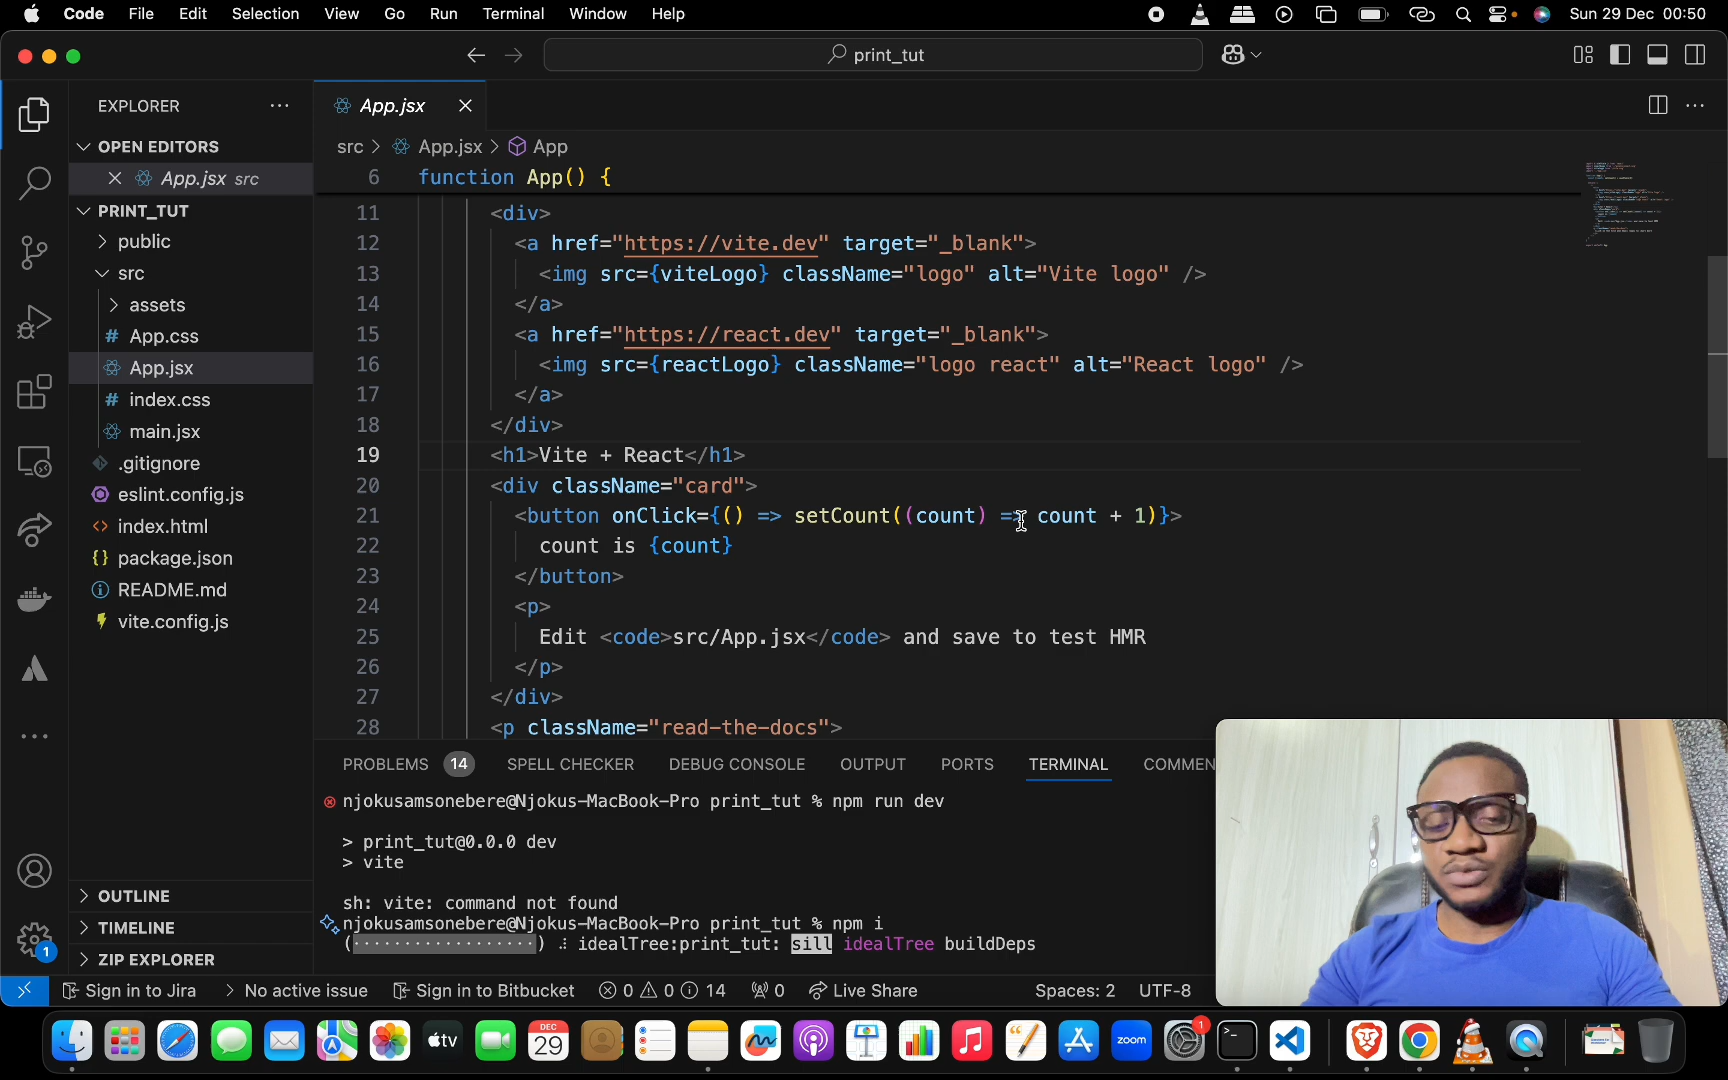 Code File Edit Selection View Go Run Terminal Window Help Sun 29 Dec 00:50
print_tut
EXPLORER
App.jsx
OPEN EDITORS
App.jsx src
PRINT_TUT
public
src
assets
App.css
App.jsx
index.css
main.jsx
.gitignore
eslint.config.js
index.html
package.json
README.md
vite.config.js
OUTLINE
TIMELINE
ZIP EXPLORER
src > App.jsx > App
6 function App() {
11 <div>
12 <a href="https://vite.dev" target="_blank">
13 <img src={viteLogo} className="logo" alt="Vite logo" />
14 </a>
15 <a href="https://react.dev" target="_blank">
16 <img src={reactLogo} className="logo react" alt="React logo" />
17 </a>
18 </div>
19 <h1>Vite + React</h1>
20 <div className="card">
21 <button onClick={() => setCount((count) => count + 1)}>
22 count is {count}
23 </button>
24 <p>
25 Edit <code>src/App.jsx</code> and save to test HMR
26 </p>
27 </div>
28 <p className="read-the-docs">
PROBLEMS 14 SPELL CHECKER DEBUG CONSOLE OUTPUT PORTS TERMINAL COMMEN
njokusamsonebere@Njokus-MacBook-Pro print_tut % npm run dev
> print_tut@0.0.0 dev
> vite
sh: vite: command not found
njokusamsonebere@Njokus-MacBook-Pro print_tut % npm i
(··················) ⠼ idealTree:print_tut: sill idealTree buildDeps
1
Sign in to Jira No active issue Sign in to Bitbucket 0 0 14 0 Live Share Spaces: 2 UTF-8
tv DEC 29 zoom 1